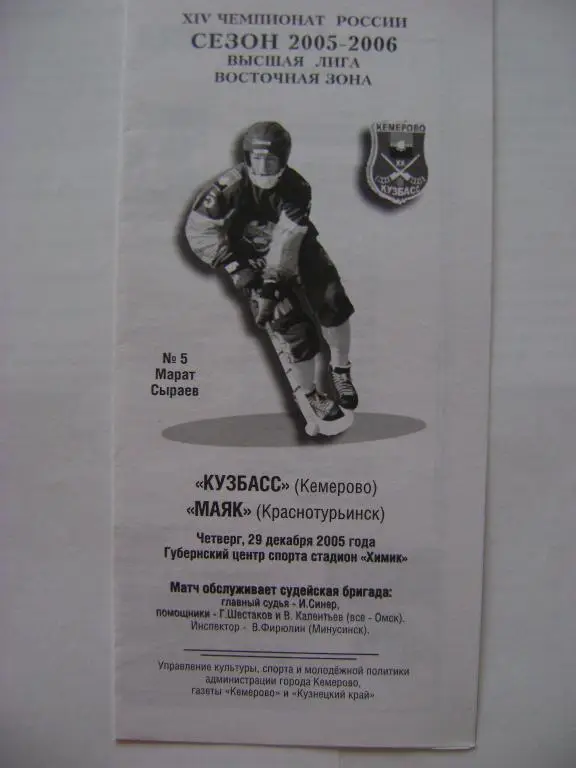 XIV ЧЕМПИОНАТ РОССИИ
СЕЗОН 2005-2006
ВЫСШАЯ ЛИГА
ВОСТОЧНАЯ ЗОНА
КЕМЕРОВО
ХК
КУЗБАСС
5
№ 5
Марат
Сыраев
«КУЗБАСС» (Кемерово)
«МАЯК» (Краснотурьинск)
Четверг, 29 декабря 2005 года
Губернский центр спорта стадион «Химик»
Матч обслуживает судейская бригада:
главный судья - И.Синер,
помощники - Г.Шестаков и В. Калентьев (все - Омск).
Инспектор - В.Фирюлин (Минусинск).
Управление культуры, спорта и молодёжной политики
администрации города Кемерово,
газеты «Кемерово» и «Кузнецкий край»